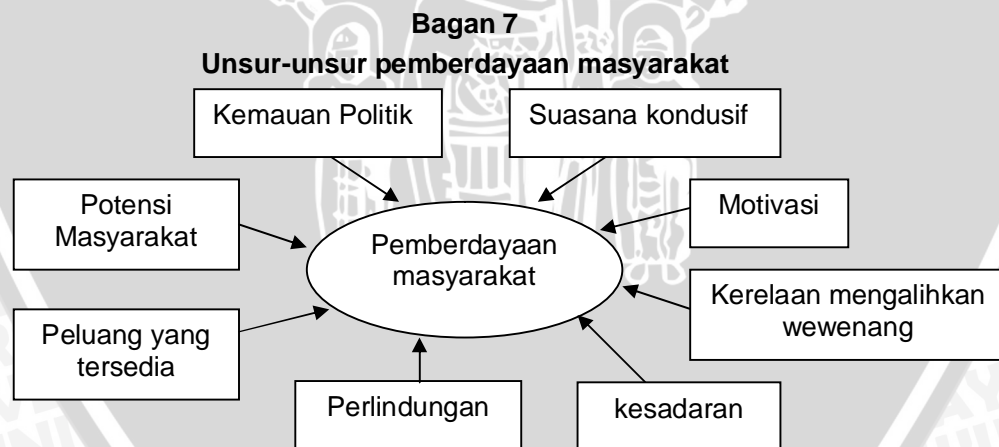 Bagan 7
Unsur-unsur pemberdayaan masyarakat
Kemauan Politik
Suasana kondusif
Potensi
Masyarakat
Motivasi
Pemberdayaan
masyarakat
Kerelaan mengalihkan
wewenang
Peluang yang
tersedia
Perlindungan
kesadaran